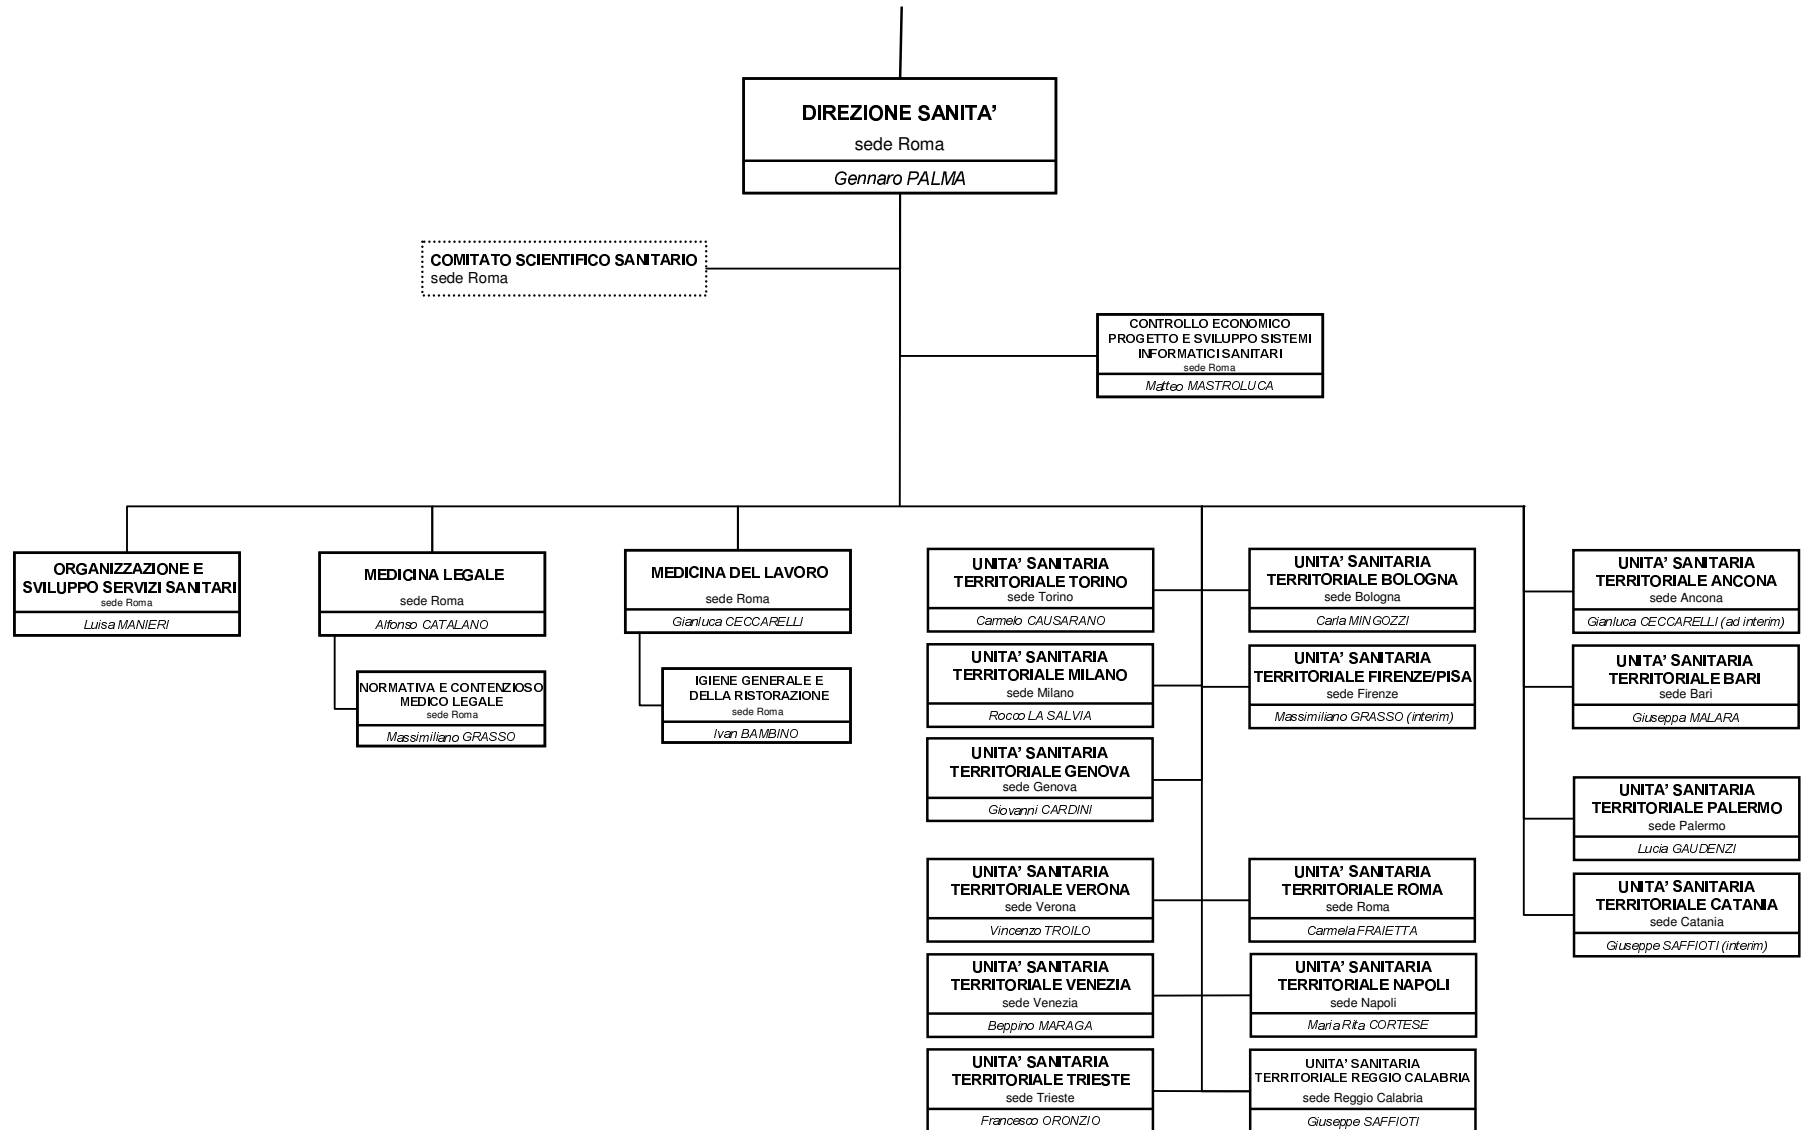 DIREZIONE SANITA’
sede Roma
Gennaro PALMA
COMITATO SCIENTIFICO SANITARIO
sede Roma
CONTROLLO ECONOMICO
PROGETTO E SVILUPPO SISTEMI
INFORMATICI SANITARI
sede Roma
Matteo MASTROLUCA
ORGANIZZAZIONE E
SVILUPPO SERVIZI SANITARI
sede Roma
Luisa MANIERI
MEDICINA LEGALE
sede Roma
Alfonso CATALANO
NORMATIVA E CONTENZIOSO
MEDICO LEGALE
sede Roma
Massimiliano GRASSO
MEDICINA DEL LAVORO
sede Roma
Gianluca CECCARELLI
IGIENE GENERALE E
DELLA RISTORAZIONE
sede Roma
Ivan BAMBINO
UNITA’ SANITARIA
TERRITORIALE TORINO
sede Torino
Carmelo CAUSARANO
UNITA’ SANITARIA
TERRITORIALE MILANO
sede Milano
Rocco LA SALVIA
UNITA’ SANITARIA
TERRITORIALE GENOVA
sede Genova
Giovanni CARDINI
UNITA’ SANITARIA
TERRITORIALE VERONA
sede Verona
Vincenzo TROILO
UNITA’ SANITARIA
TERRITORIALE VENEZIA
sede Venezia
Beppino MARAGA
UNITA’ SANITARIA
TERRITORIALE TRIESTE
sede Trieste
Francesco ORONZIO
UNITA’ SANITARIA
TERRITORIALE BOLOGNA
sede Bologna
Carla MINGOZZI
UNITA’ SANITARIA
TERRITORIALE FIRENZE/PISA
sede Firenze
Massimiliano GRASSO (interim)
UNITA’ SANITARIA
TERRITORIALE ROMA
sede Roma
Carmela FRAIETTA
UNITA’ SANITARIA
TERRITORIALE NAPOLI
sede Napoli
Maria Rita CORTESE
UNITA’ SANITARIA
TERRITORIALE REGGIO CALABRIA
sede Reggio Calabria
Giuseppe SAFFIOTI
UNITA’ SANITARIA
TERRITORIALE ANCONA
sede Ancona
Gianluca CECCARELLI (ad interim)
UNITA’ SANITARIA
TERRITORIALE BARI
sede Bari
Giuseppa MALARA
UNITA’ SANITARIA
TERRITORIALE PALERMO
sede Palermo
Lucia GAUDENZI
UNITA’ SANITARIA
TERRITORIALE CATANIA
sede Catania
Giuseppe SAFFIOTI (interim)